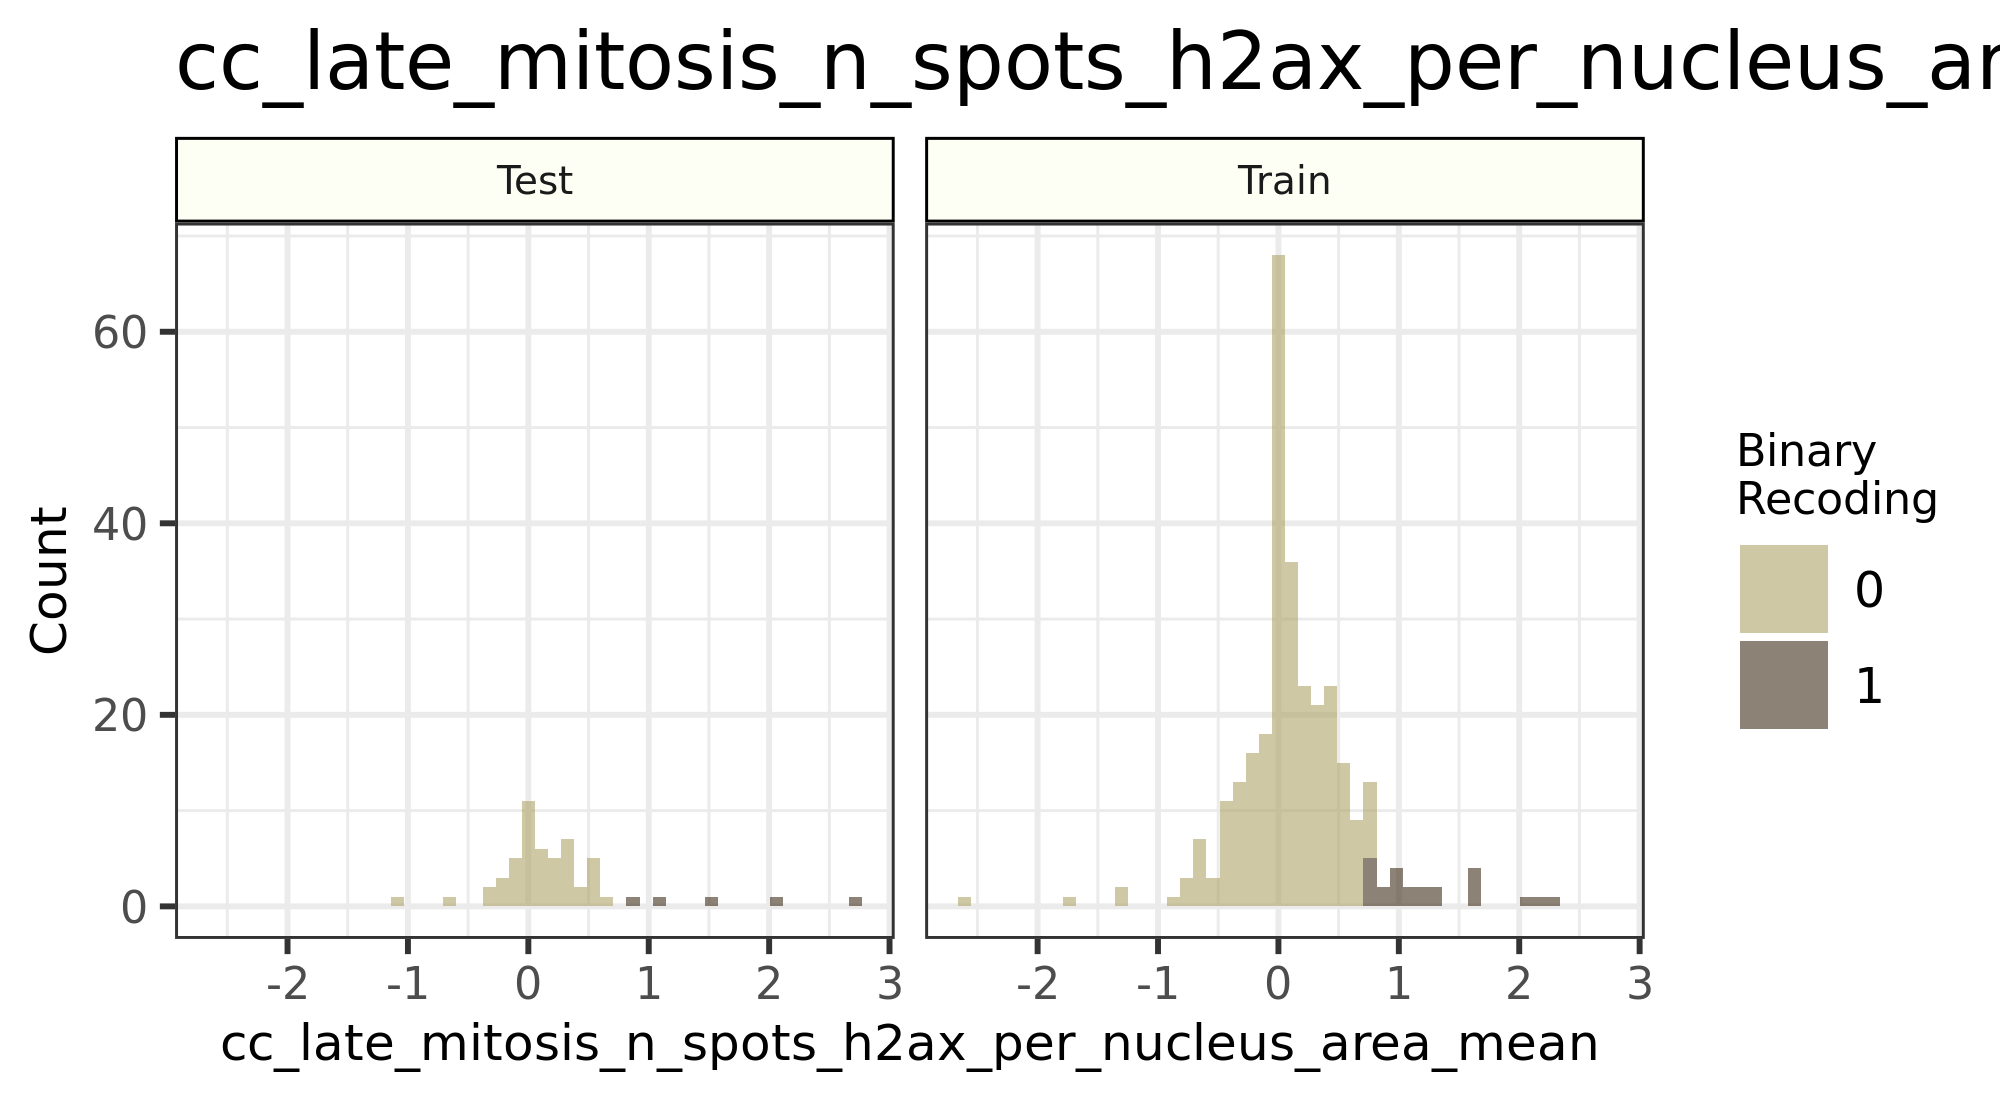 cc_late_mitosis_n_spots_h2ax_per_nucleus_ar
Test
Train
60
40
20
0
Count
-2 -1 0 1 2 3
-2 -1 0 1 2 3
cc_late_mitosis_n_spots_h2ax_per_nucleus_area_mean
Binary
Recoding
0
1